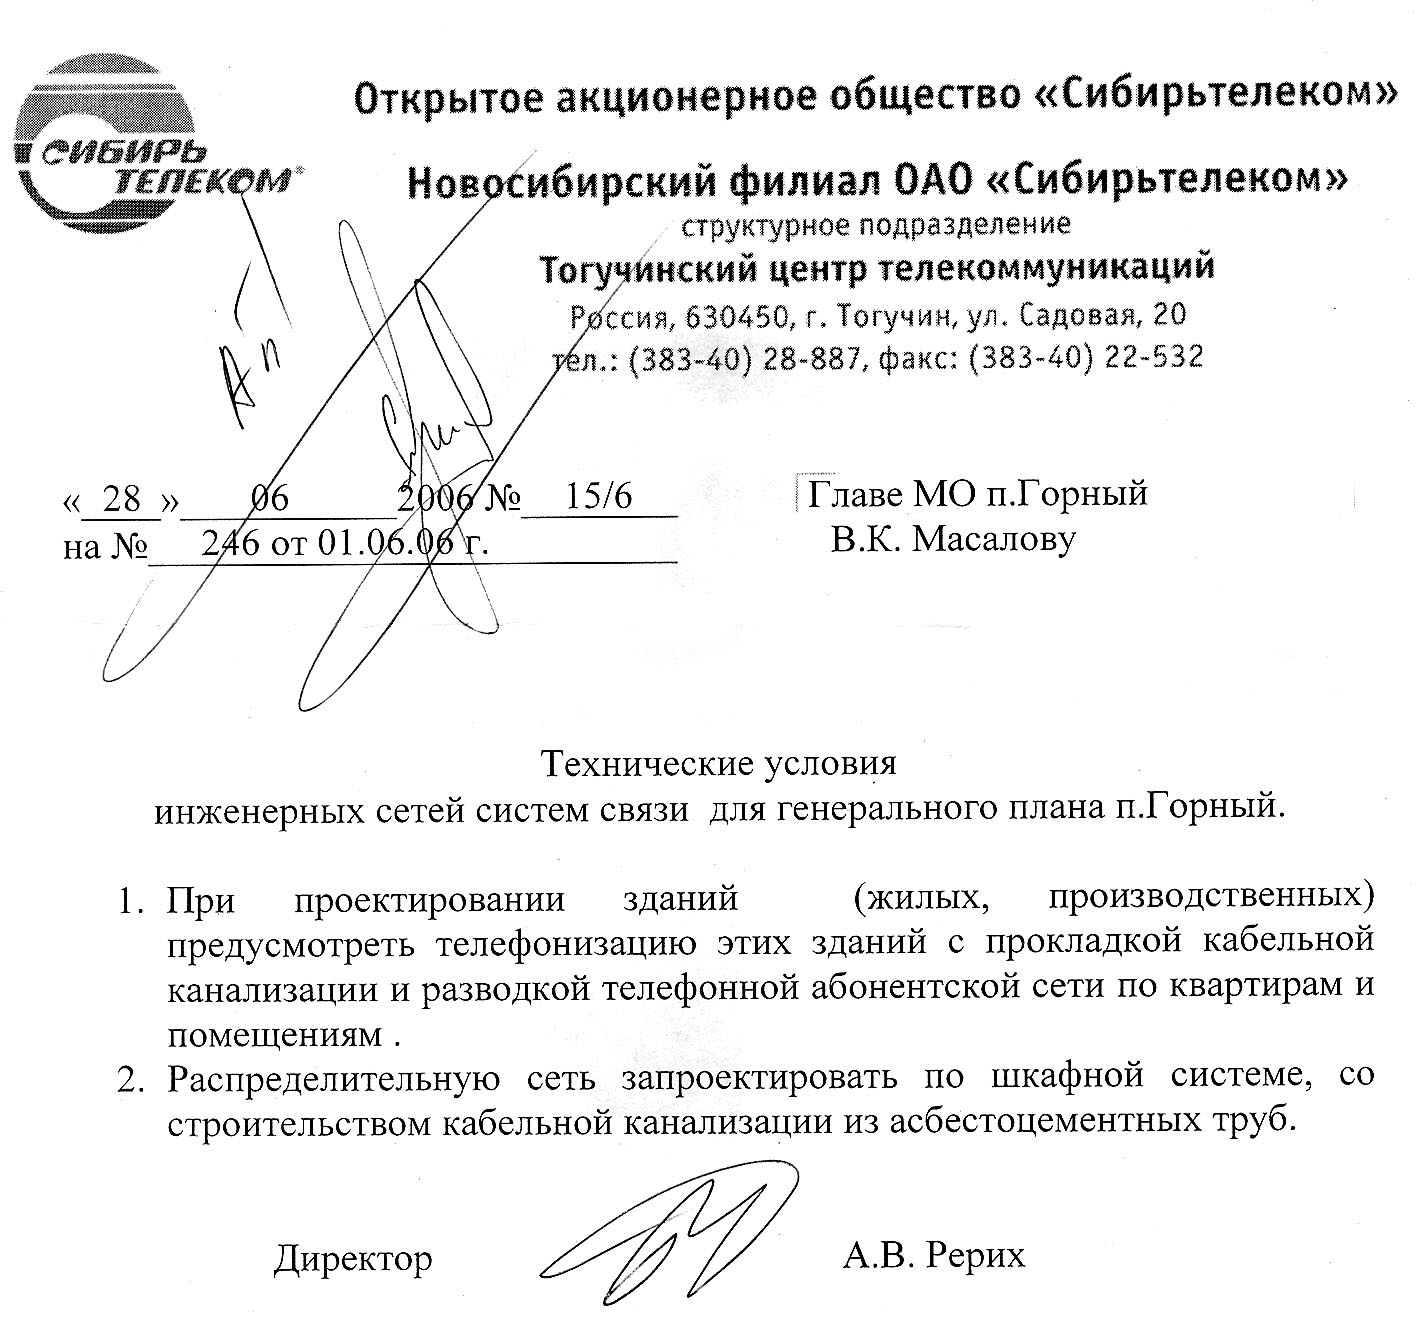 СИБИРЬ
ТЕЛЕКОМ®
Открытое акционерное общество «Сибирьтелеком»
Новосибирский филиал ОАО «Сибирьтелеком»
структурное подразделение
Тогучинский центр телекоммуникаций
Россия, 630450, г. Тогучин, ул. Садовая, 20
тел.: (383-40) 28-887, факс: (383-40) 22-532
« 28 » 06 2006 № 15/6
на № 246 от 01.06.06 г.
Главе МО п.Горный
В.К. Масалову
Технические условия
инженерных сетей систем связи для генерального плана п.Горный.
1. При проектировании зданий (жилых, производственных)
предусмотреть телефонизацию этих зданий с прокладкой кабельной
канализации и разводкой телефонной абонентской сети по квартирам и
помещениям .
2. Распределительную сеть запроектировать по шкафной системе, со
строительством кабельной канализации из асбестоцементных труб.
Директор А.В. Рерих